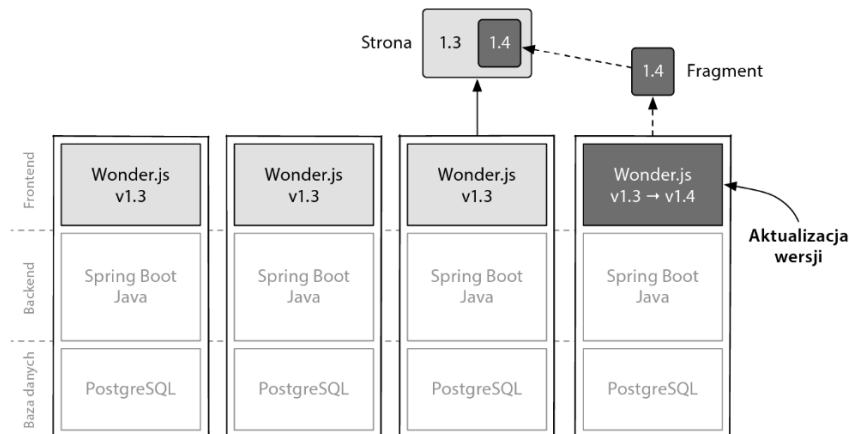 Strona 1.3 1.4
1.4 Fragment
Frontend
Wonder.js
v1.3
Wonder.js
v1.3
Wonder.js
v1.3
Wonder.js
v1.3 → v1.4
Aktualizacja
wersji
Backend
Spring Boot
Java
Spring Boot
Java
Spring Boot
Java
Spring Boot
Java
Baza danych
PostgreSQL
PostgreSQL
PostgreSQL
PostgreSQL